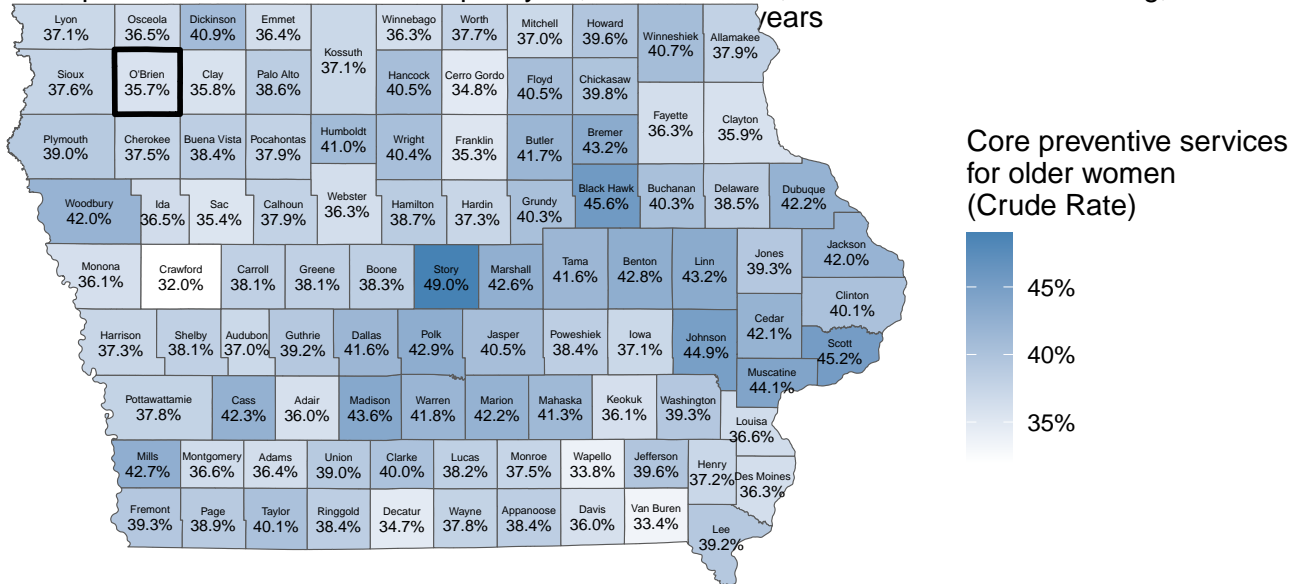 years
Lyon
37.1%
Osceola
36.5%
Dickinson
40.9%
Emmet
36.4%
Kossuth
37.1%
Winnebago
36.3%
Worth
37.7%
Mitchell
37.0%
Howard
39.6%
Winneshiek
40.7%
Allamakee
37.9%
Sioux
37.6%
O'Brien
35.7%
Clay
35.8%
Palo Alto
38.6%
Hancock
40.5%
Cerro Gordo
34.8%
Floyd
40.5%
Chickasaw
39.8%
Fayette
36.3%
Clayton
35.9%
Plymouth
39.0%
Cherokee
37.5%
Buena Vista
38.4%
Pocahontas
37.9%
Humboldt
41.0%
Wright
40.4%
Franklin
35.3%
Butler
41.7%
Bremer
43.2%
Woodbury
42.0%
Ida
36.5%
Sac
35.4%
Calhoun
37.9%
Webster
36.3%
Hamilton
38.7%
Hardin
37.3%
Grundy
40.3%
Black Hawk
45.6%
Buchanan
40.3%
Delaware
38.5%
Dubuque
42.2%
Monona
36.1%
Crawford
32.0%
Carroll
38.1%
Greene
38.1%
Boone
38.3%
Story
49.0%
Marshall
42.6%
Tama
41.6%
Benton
42.8%
Linn
43.2%
Jones
39.3%
Jackson
42.0%
Clinton
40.1%
Harrison
37.3%
Shelby
38.1%
Audubon
37.0%
Guthrie
39.2%
Dallas
41.6%
Polk
42.9%
Jasper
40.5%
Poweshiek
38.4%
Iowa
37.1%
Johnson
44.9%
Cedar
42.1%
Scott
45.2%
Muscatine
44.1%
Pottawattamie
37.8%
Cass
42.3%
Adair
36.0%
Madison
43.6%
Warren
41.8%
Marion
42.2%
Mahaska
41.3%
Keokuk
36.1%
Washington
39.3%
Louisa
36.6%
Mills
42.7%
Montgomery
36.6%
Adams
36.4%
Union
39.0%
Clarke
40.0%
Lucas
38.2%
Monroe
37.5%
Wapello
33.8%
Jefferson
39.6%
Henry
37.2%
Des Moines
36.3%
Fremont
39.3%
Page
38.9%
Taylor
40.1%
Ringgold
38.4%
Decatur
34.7%
Wayne
37.8%
Appanoose
38.4%
Davis
36.0%
Van Buren
33.4%
Lee
39.2%
Core preventive services
for older women
(Crude Rate)
45%
40%
35%